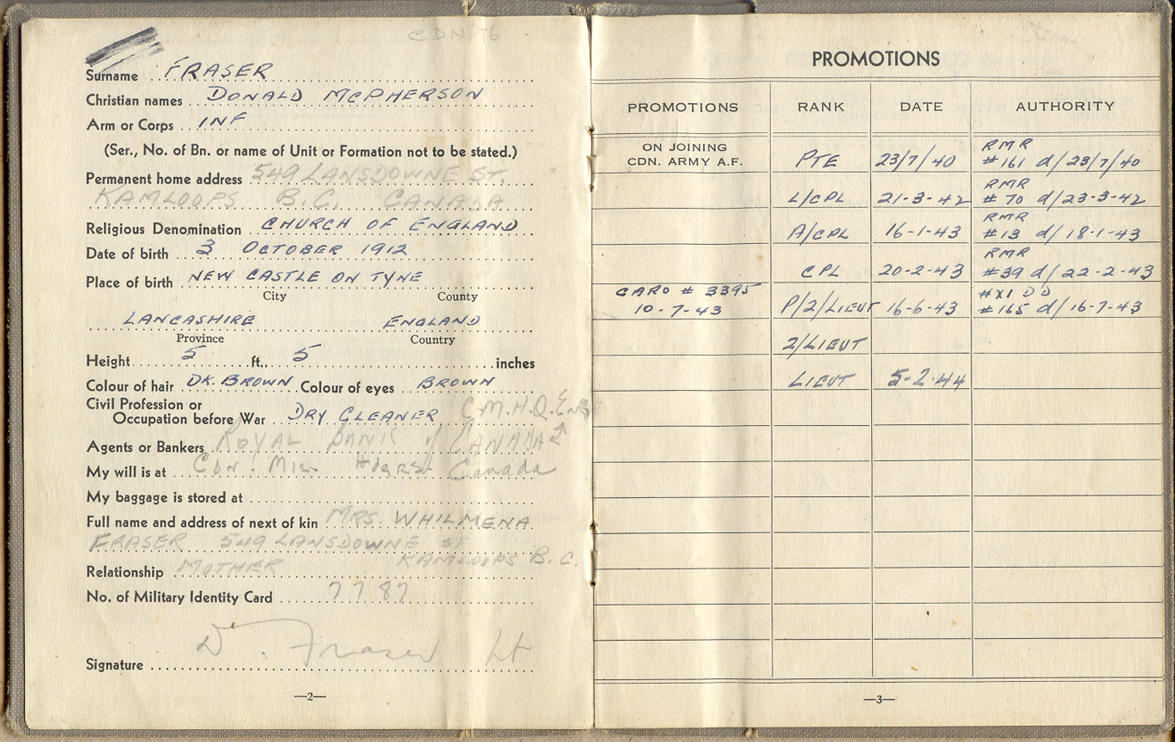 CDN 76
Surname FRASER
Christian names DONALD McPHERSON
Arm or Corps INF
(Ser., No. of Bn. or name of Unit or Formation not to be stated.)
Permanent home address 549 LANSDOWNE ST.
KAMLOOPS B.C. CANADA
Religious Denomination CHURCH OF ENGLAND
Date of birth 3 OCTOBER 1912
Place of birth NEW CASTLE ON TYNE
City County
LANCASHIRE ENGLAND
Province Country
Height 5 ft. 5 inches
Colour of hair DK. BROWN Colour of eyes BROWN
Civil Profession or
Occupation before War DRY CLEANER C.M.H.Q. Eng
Agents or Bankers ROYAL BANK of CANADA
My will is at Cdn. Mil. Hdqrs. Canada
My baggage is stored at
Full name and address of next of kin MRS WHILMENA
FRASER 549 LANSDOWNE ST
KAMLOOPS B.C.
Relationship MOTHER
No. of Military Identity Card 7787
Signature D. Fraser Lt
—2—
PROMOTIONS
PROMOTIONS RANK DATE AUTHORITY
ON JOINING
CDN. ARMY A.F. PTE 23/7/40 RMR #161 d/23/7/40
L/CPL 21-3-42 RMR #70 d/23-3-42
A/CPL 16-1-43 RMR #13 d/18-1-43
CPL 20-2-43 RMR #39 d/22-2-43
CARO # 3395
10-7-43 P/2/LIEUT 16-6-43 #X1 DD #165 d/16-7-43
2/LIEUT
LIEUT 5-2-44
—3—